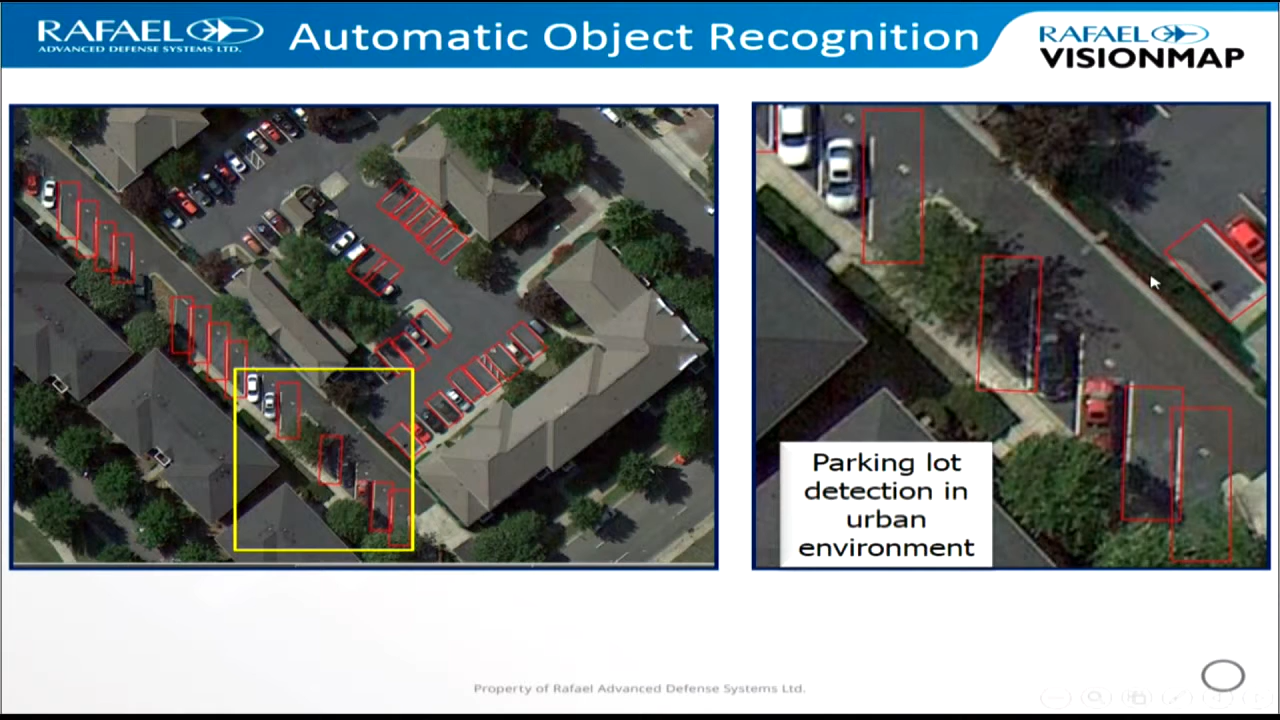 RAFAEL
ADVANCED DEFENSE SYSTEMS LTD.
Automatic Object Recognition
RAFAEL
VISIONMAP
Parking lot
detection in
urban
environment
Property of Rafael Advanced Defense Systems Ltd.